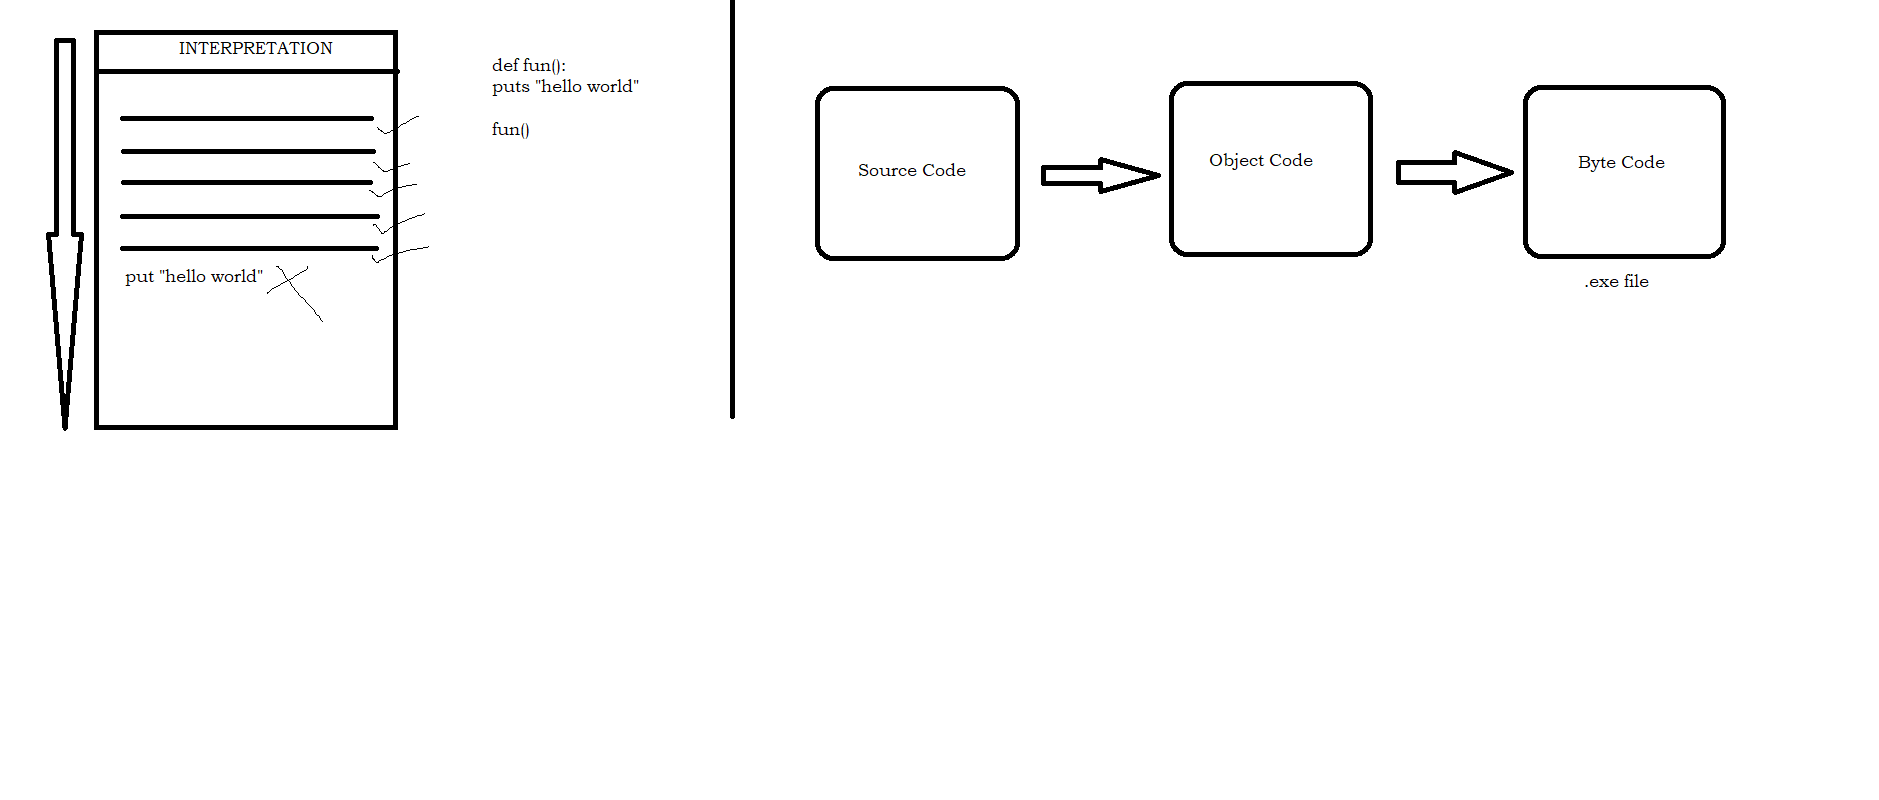 INTERPRETATION
put "hello world"
def fun():
puts "hello world"
fun()
Source Code
Object Code
Byte Code
.exe file